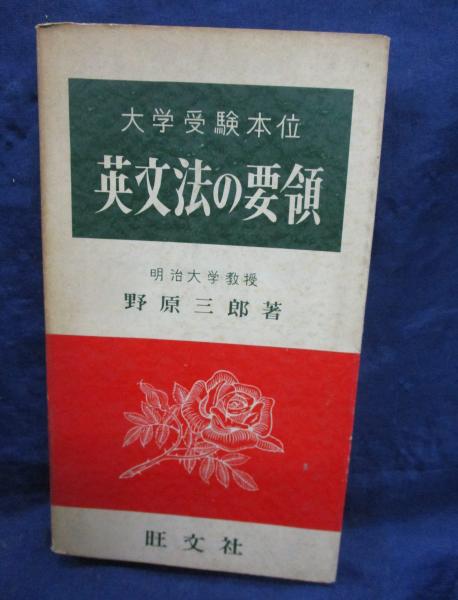 大学受験本位
英文法の要領
明治大学教授
野原三郎著
旺文社